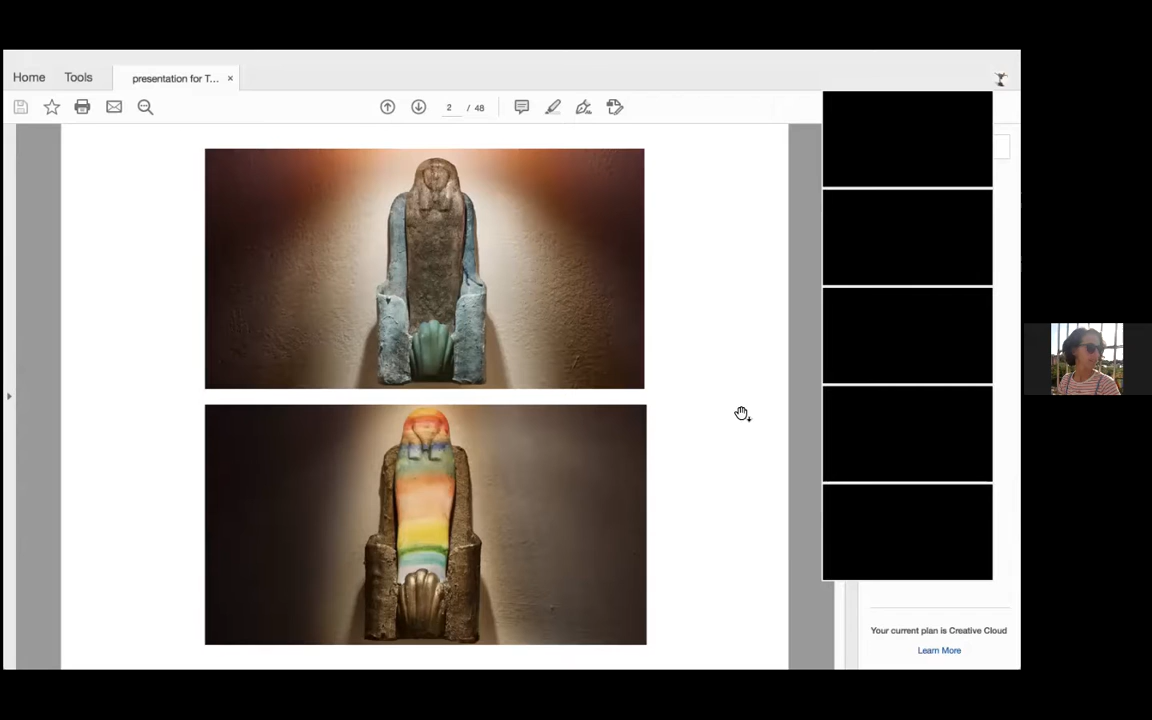 Home
Tools
presentation for T... ×
2 / 48
Your current plan is Creative Cloud
Learn More